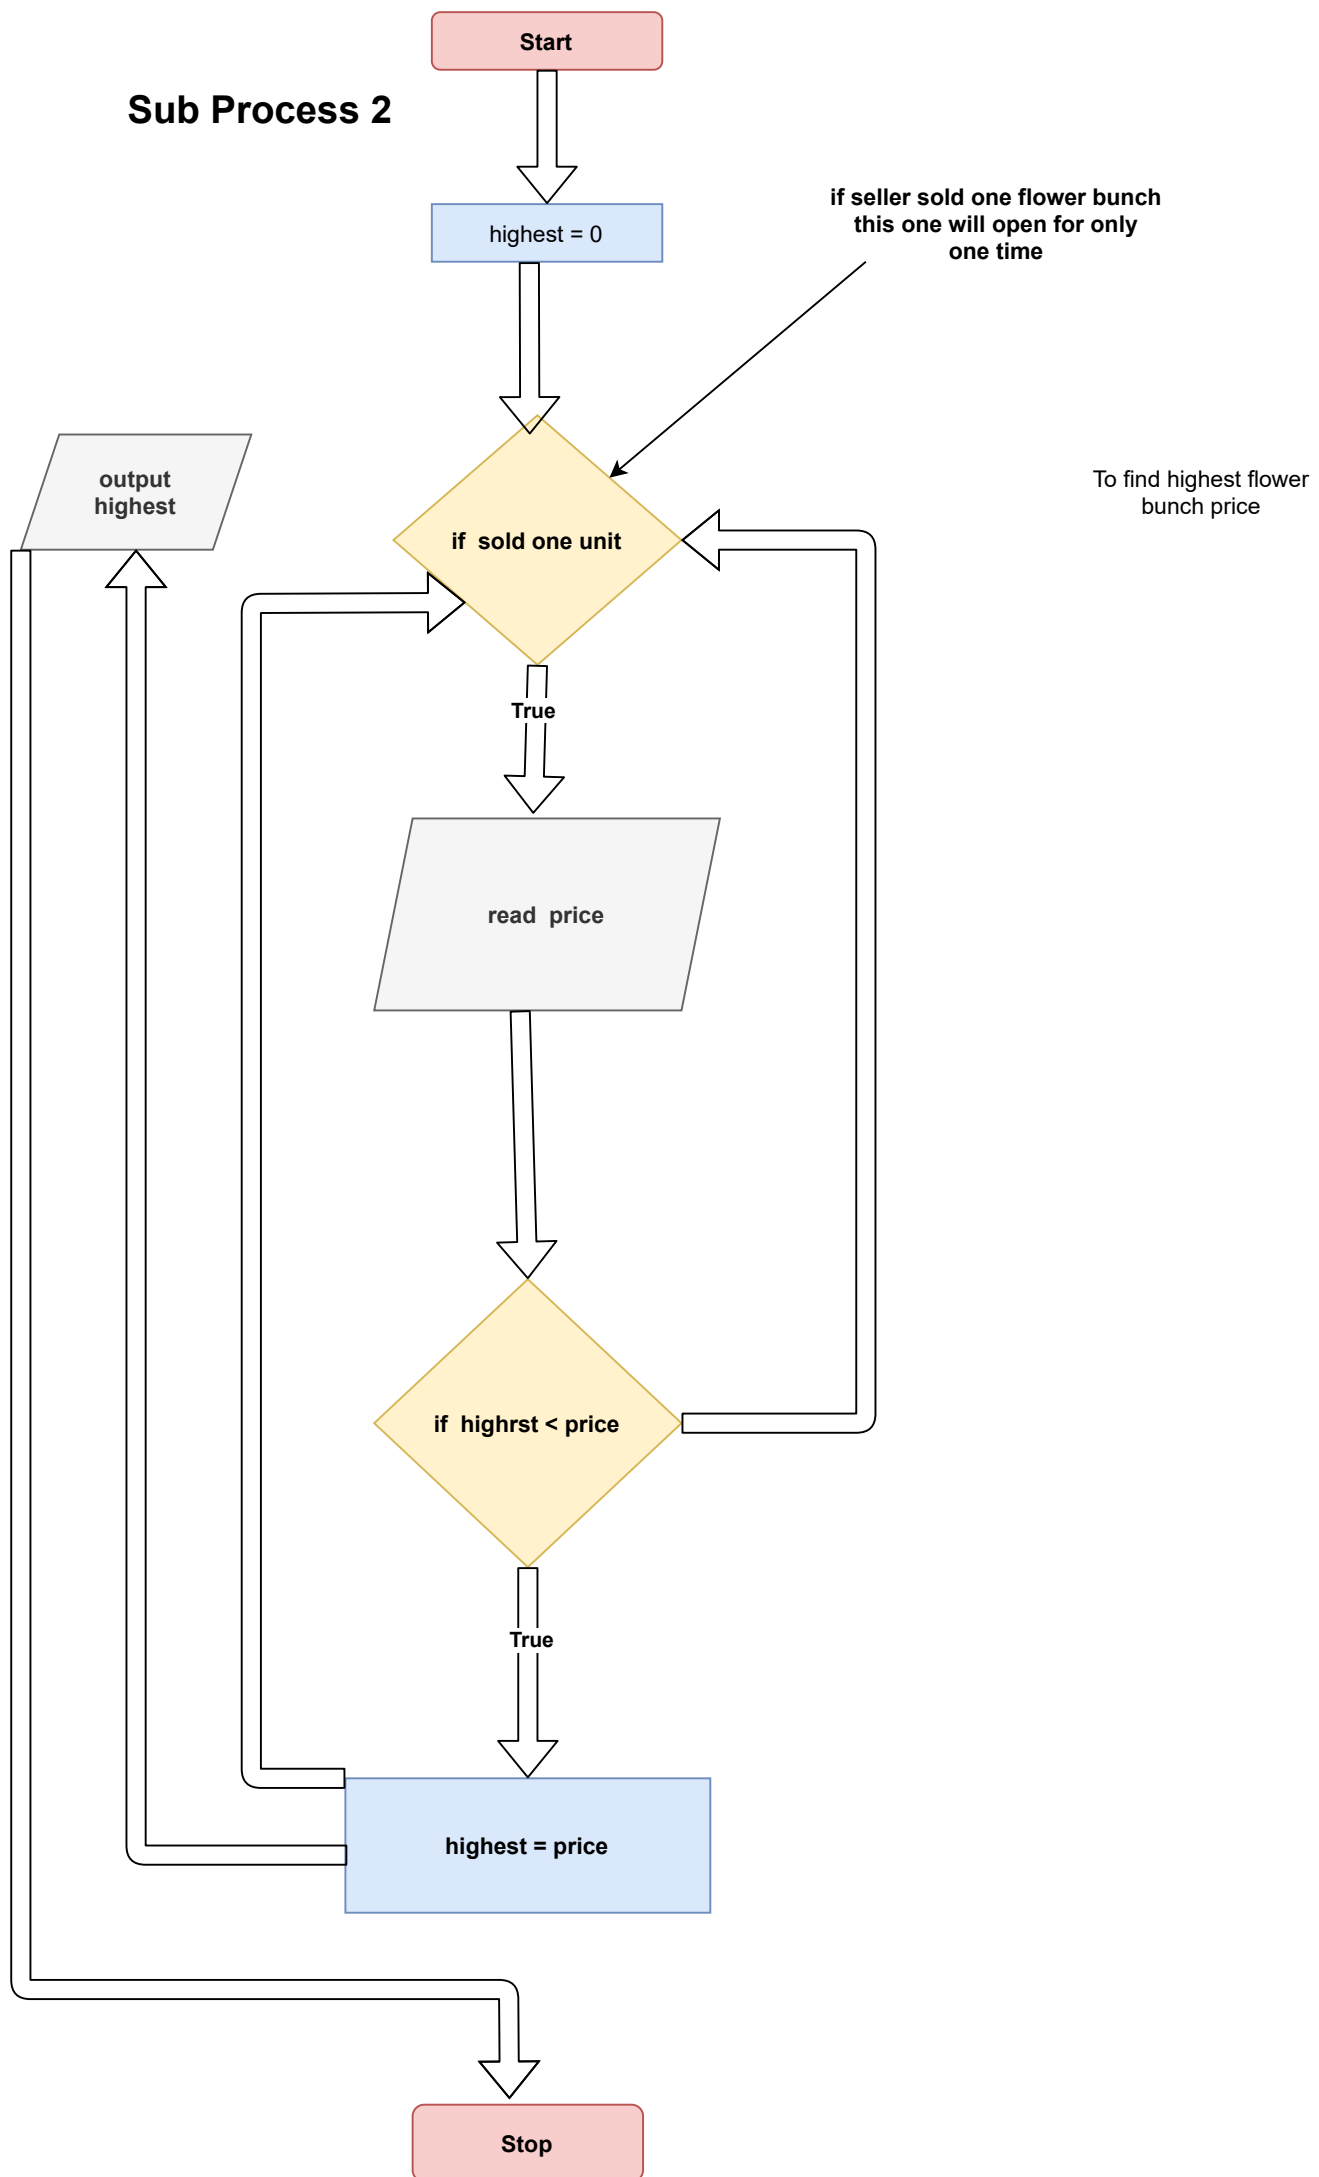 Start
Sub Process 2
if seller sold one flower bunch
this one will open for only
one time
highest = 0
output
highest
To find highest flower
bunch price
if  sold one unit
True
read  price
if  highrst < price
True
highest = price
Stop